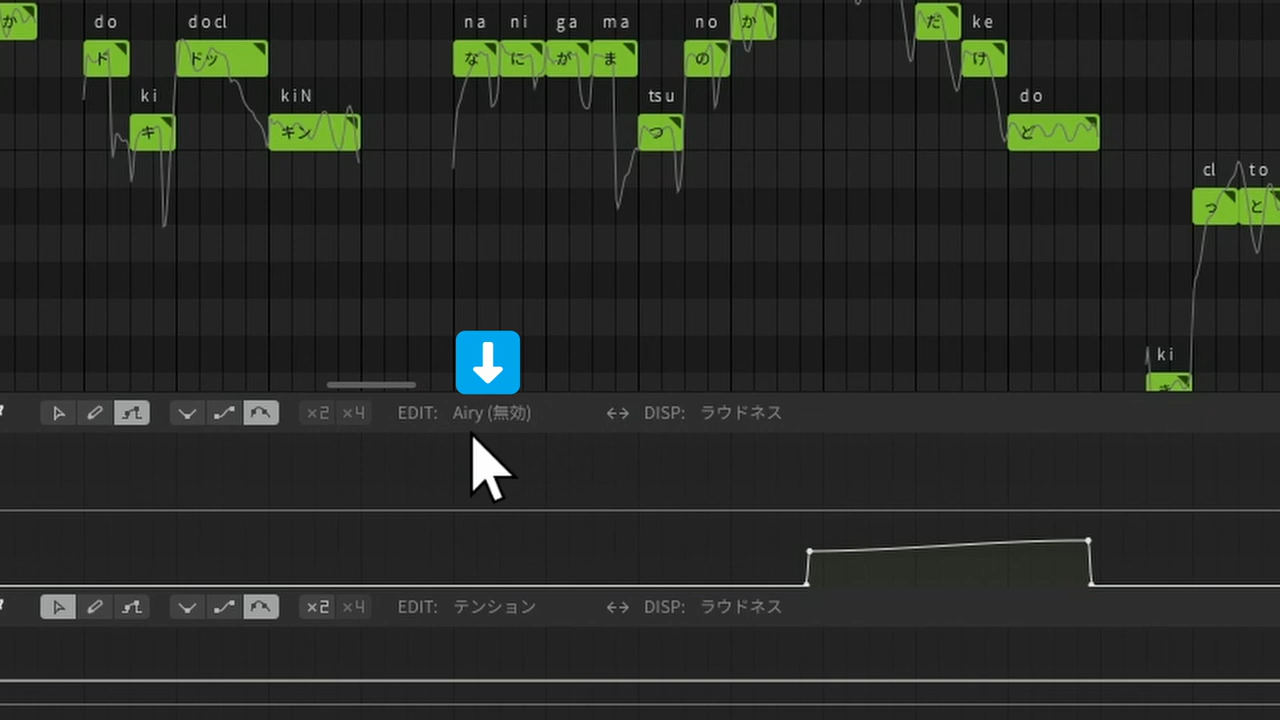 do docl na ni ga ma no ke
か ド ドッ な に が ま の か だ け
ki kiN tsu do
キ ギン つ ど
cl to
っ と
ki
き
EDIT: Airy (無効) ↔ DISP: ラウドネス
×2 ×4
EDIT: テンション ↔ DISP: ラウドネス
×2 ×4